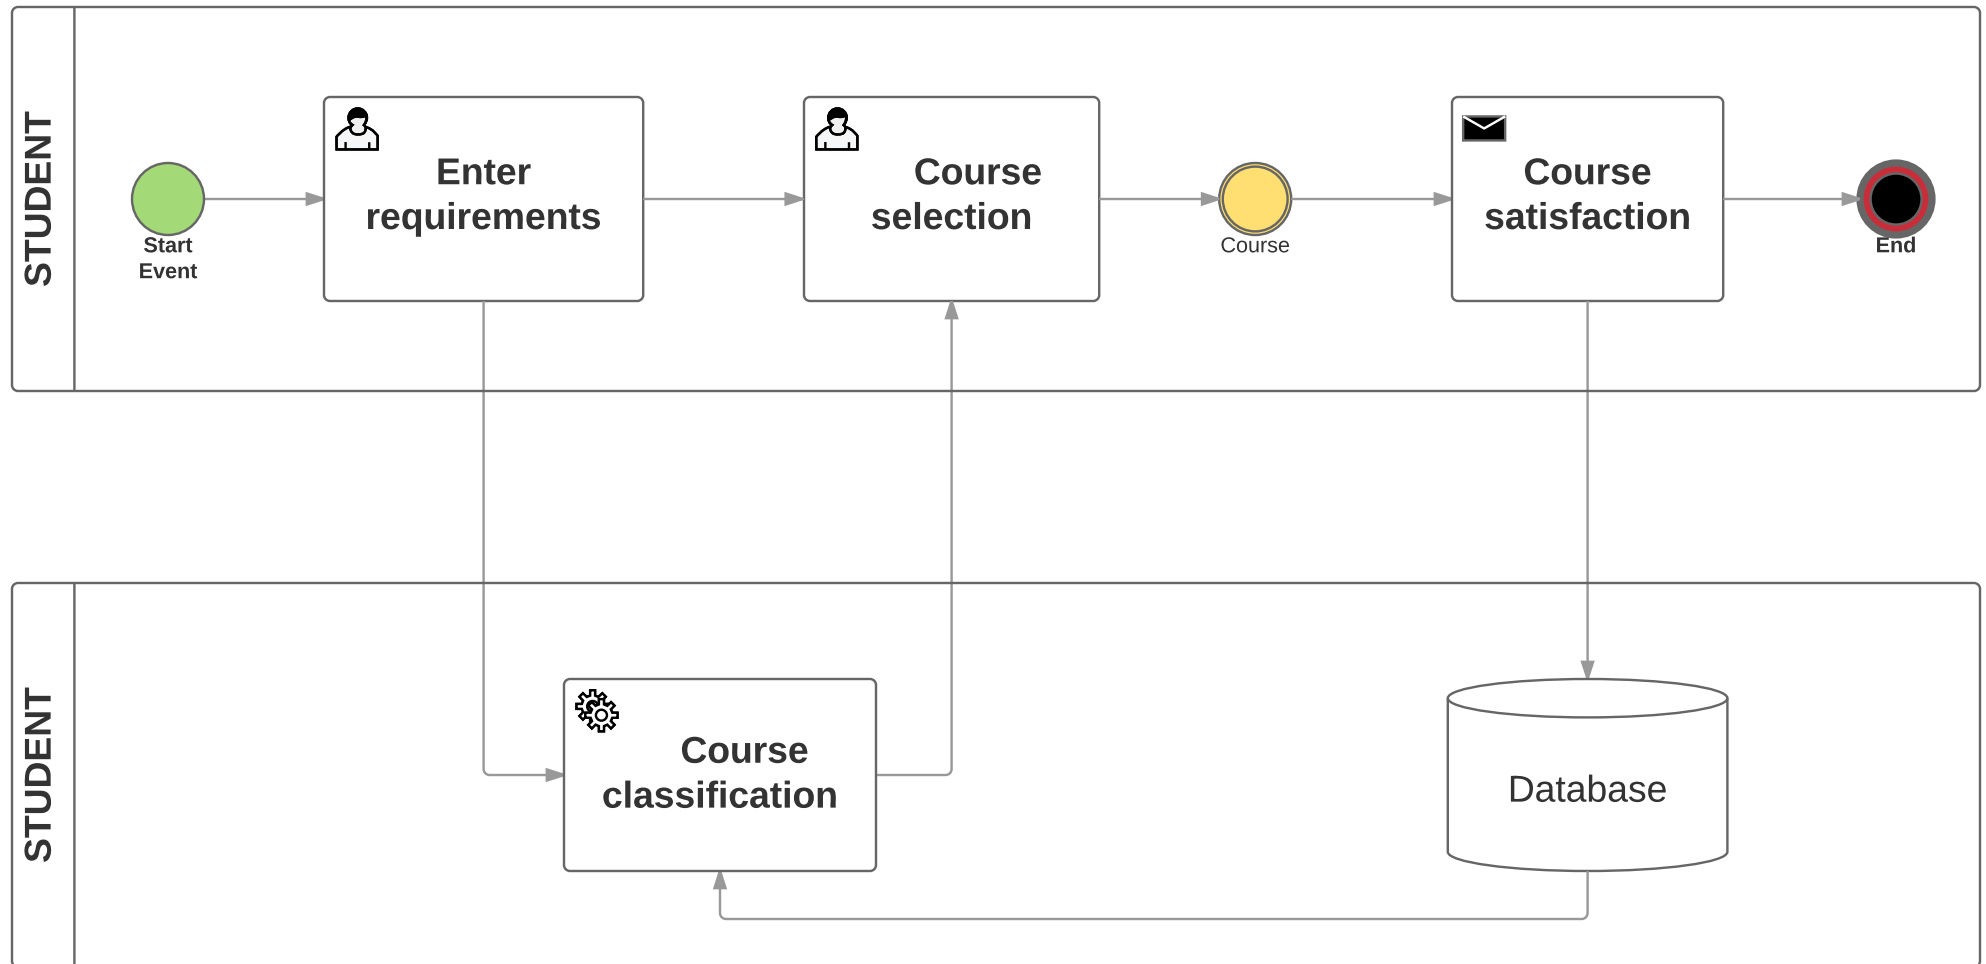 STUDENT
Start
Event
Enter
requirements
Course
selection
Course
Course
satisfaction
End
STUDENT
Course
classification
Database